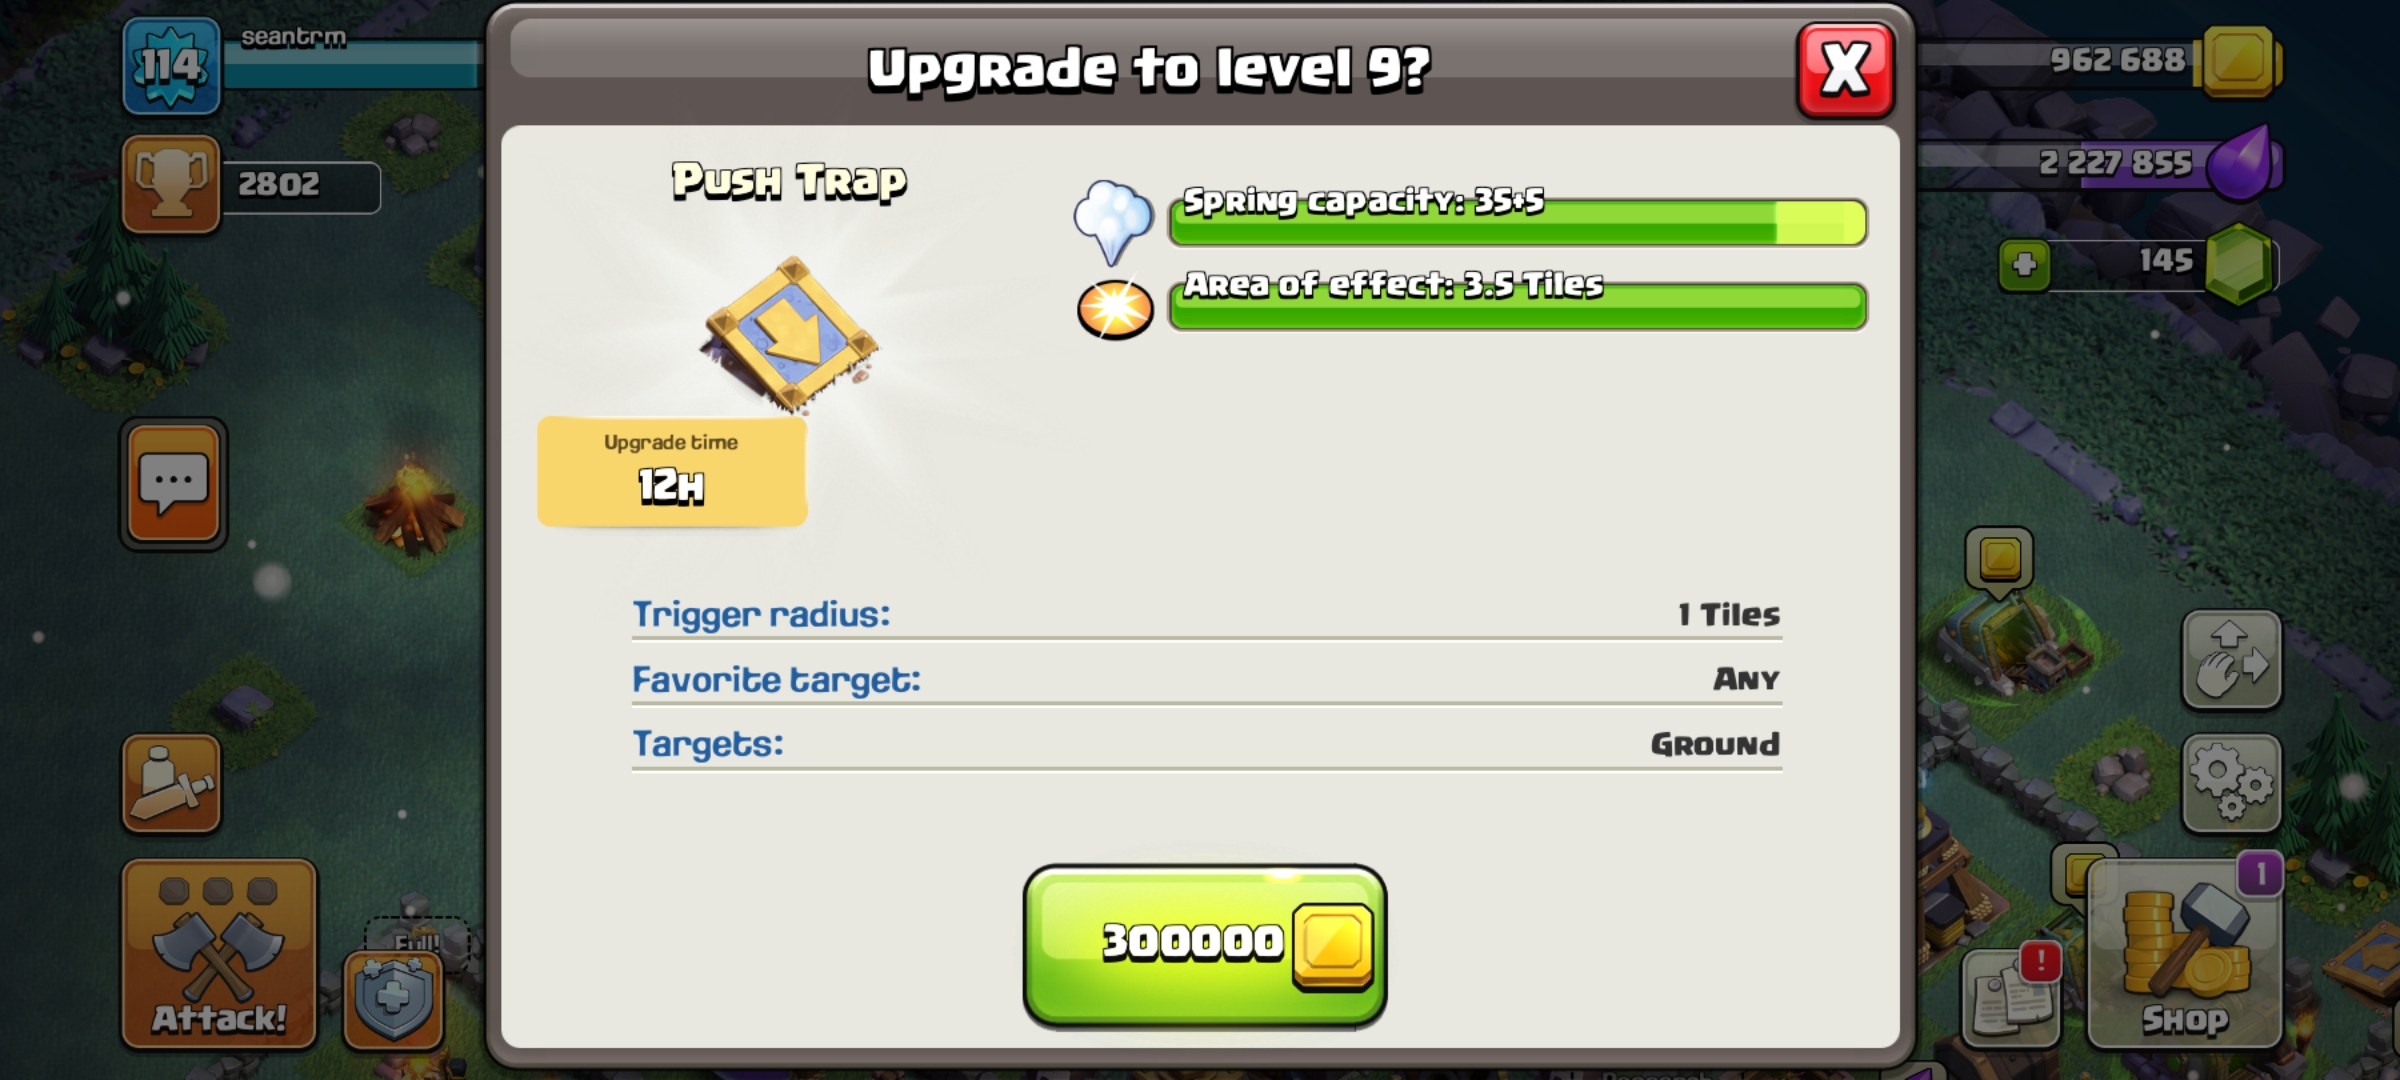 114
seantrm
2802
Attack!
Full!
Upgrade to level 9?
X
Push Trap
Spring capacity: 35+5
Area of effect: 3.5 Tiles
Upgrade time
12H
Trigger radius: 1 Tiles
Favorite target: Any
Targets: Ground
300000
962 688
2 227 855
145
1
!
Shop